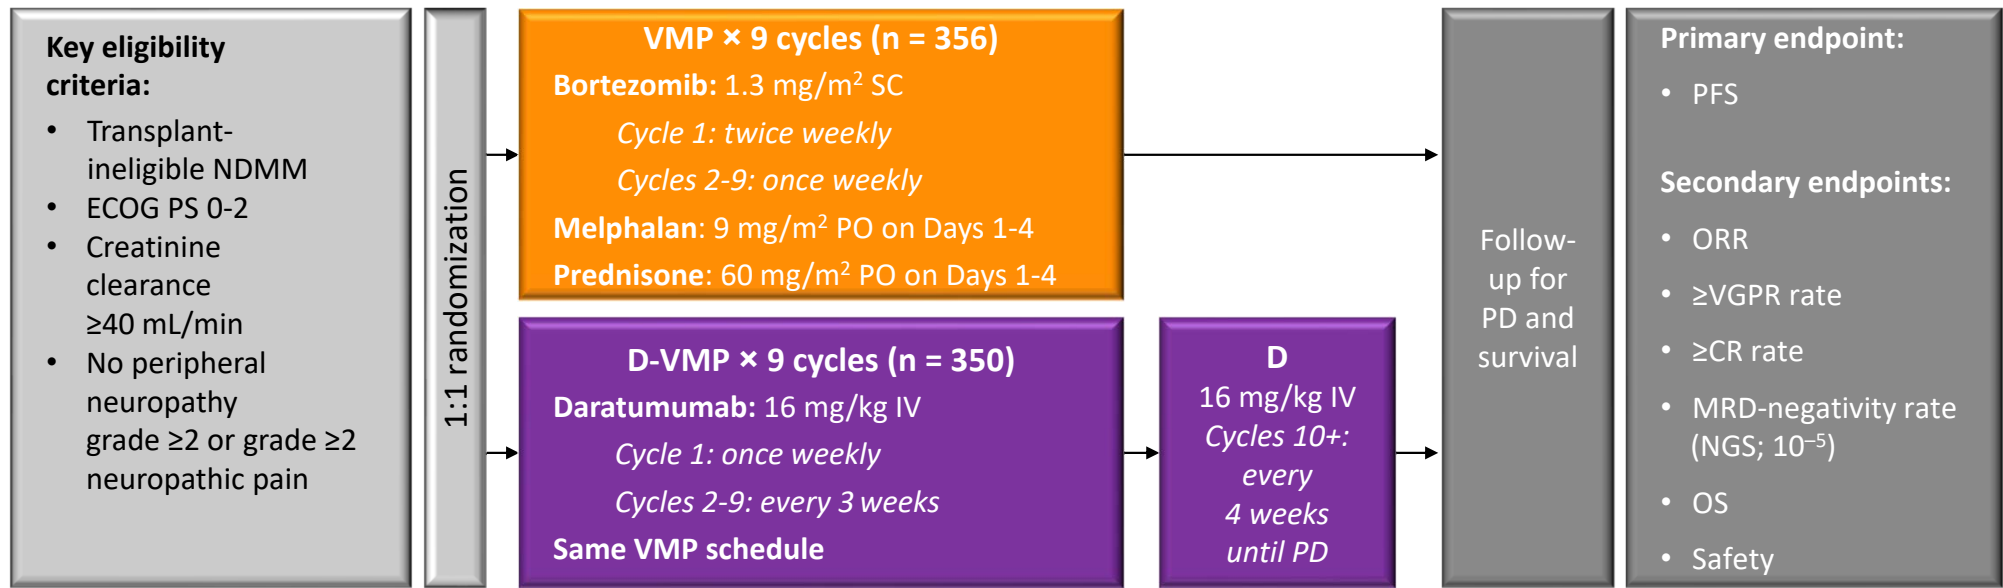 Key eligibility
criteria:
• Transplant-
ineligible NDMM
• ECOG PS 0-2
• Creatinine
clearance
≥40 mL/min
• No peripheral
neuropathy
grade ≥2 or grade ≥2
neuropathic pain
1:1 randomization
VMP × 9 cycles (n = 356)
Bortezomib: 1.3 mg/m² SC
Cycle 1: twice weekly
Cycles 2-9: once weekly
Melphalan: 9 mg/m² PO on Days 1-4
Prednisone: 60 mg/m² PO on Days 1-4
D-VMP × 9 cycles (n = 350)
Daratumumab: 16 mg/kg IV
Cycle 1: once weekly
Cycles 2-9: every 3 weeks
Same VMP schedule
D
16 mg/kg IV
Cycles 10+:
every
4 weeks
until PD
Follow-
up for
PD and
survival
Primary endpoint:
• PFS
Secondary endpoints:
• ORR
• ≥VGPR rate
• ≥CR rate
• MRD-negativity rate
(NGS; 10⁻⁵)
• OS
• Safety